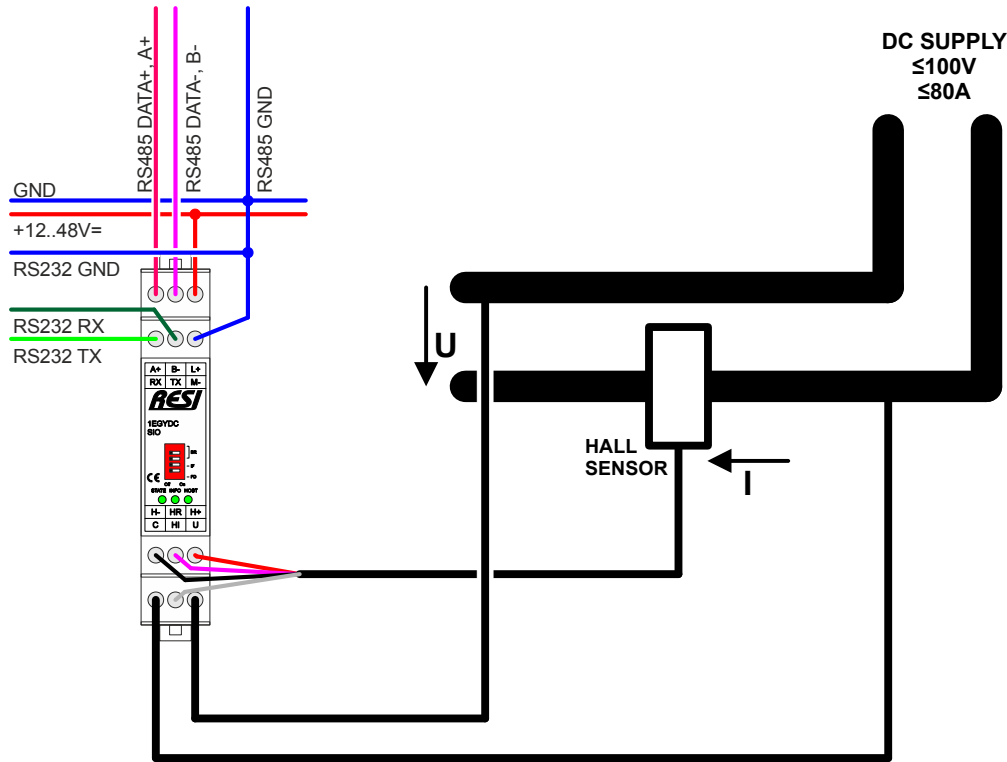 DC SUPPLY
≤100V
≤80A
RS485 DATA+, A+
RS485 DATA-, B-
RS485 GND
GND
+12..48V=
RS232 GND
RS232 RX
RS232 TX
A+ B- L+
RX TX M-
RESI
1EGYDC
SIO
CE
STATE INFO HOST
H- HR H+
C HI U
U
HALL
SENSOR
I